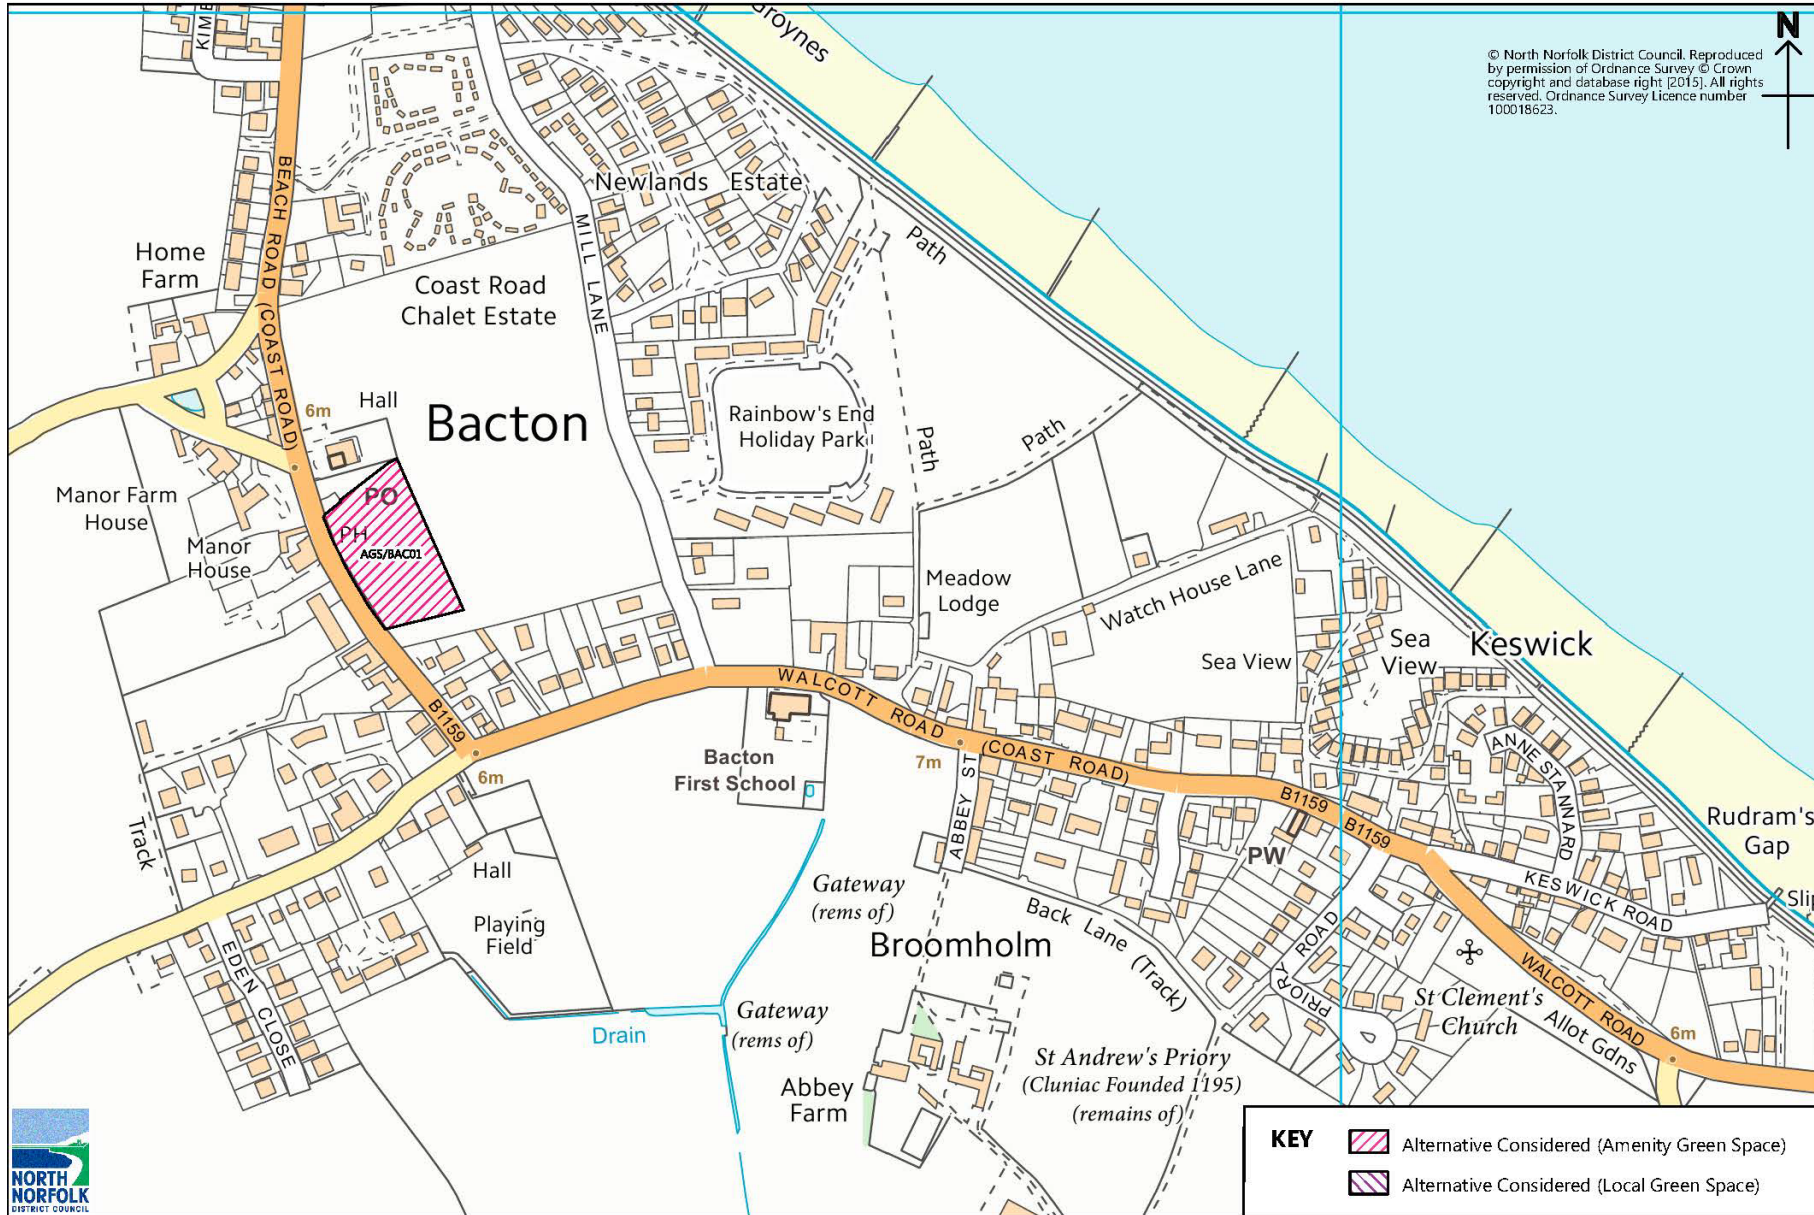 KIMB
Groynes
N
© North Norfolk District Council. Reproduced
by permission of Ordnance Survey © Crown
copyright and database right [2015]. All rights
reserved. Ordnance Survey Licence number
100018623.
BEACH ROAD (COAST ROAD)
Newlands Estate
MILL LANE
Path
Home
Farm
Coast Road
Chalet Estate
6m
Hall
Bacton
Rainbow's End
Holiday Park
Path
Path
Manor Farm
House
PO
PH
AGS/BAC01
Manor
House
Meadow
Lodge
Watch House Lane
Sea View
Sea
View
Keswick
B1159
WALCOTT ROAD (COAST ROAD)
6m
Bacton
First School
7m
ABBEY ST
B1159
B1159
ANNE STANNARD
Rudram's
Gap
Track
PW
Hall
Gateway
(rems of)
KESWICK ROAD
Slip
Playing
Field
Back Lane (Track)
Broomholm
PRIORY ROAD
EDEN CLOSE
WALCOTT ROAD
St Clement's
Church
Allot Gdns
6m
Gateway
(rems of)
Drain
St Andrew's Priory
(Cluniac Founded 1195)
(remains of)
Abbey
Farm
KEY
Alternative Considered (Amenity Green Space)
Alternative Considered (Local Green Space)
NORTH
NORFOLK
DISTRICT COUNCIL